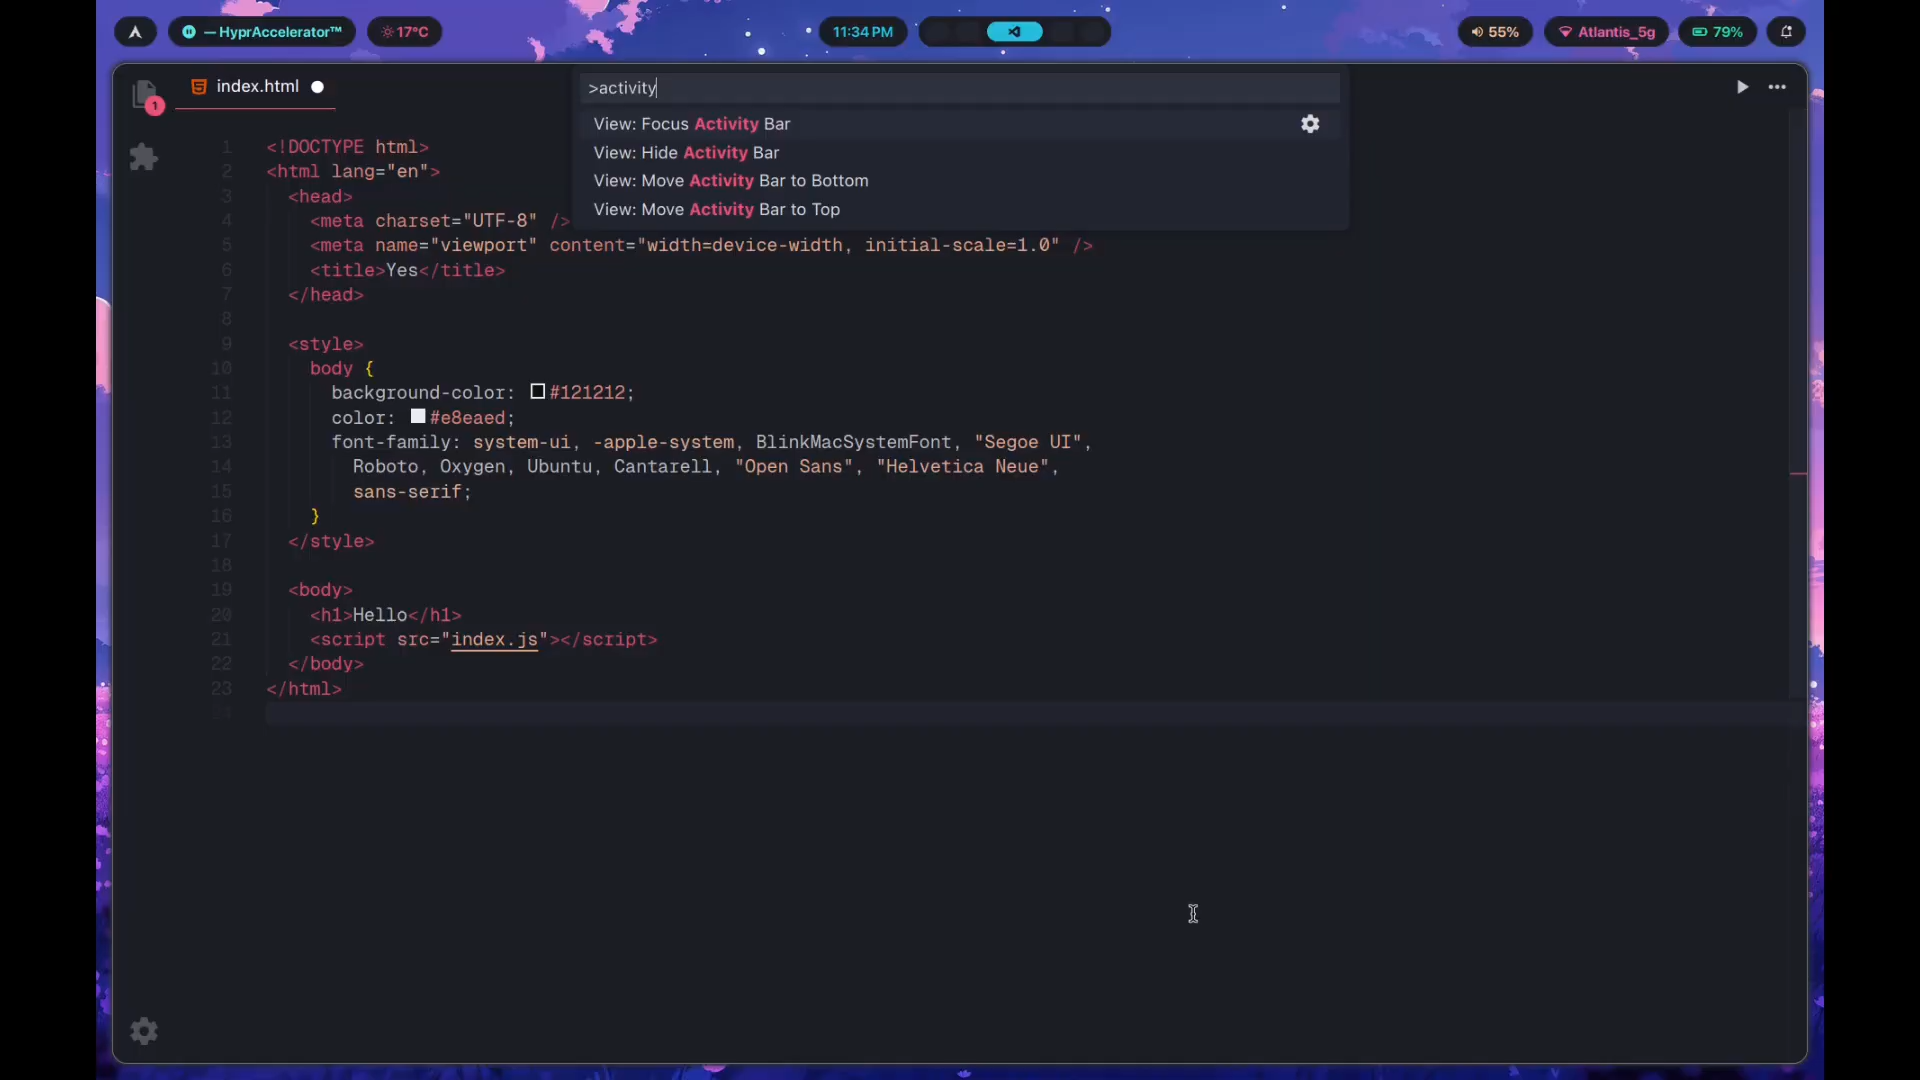 — HyprAccelerator™
17°C
11:34 PM
55%
Atlantis_5g
79%
1
index.html
>activity
View: Focus Activity Bar
View: Hide Activity Bar
View: Move Activity Bar to Bottom
View: Move Activity Bar to Top
1 <!DOCTYPE html>
2 <html lang="en">
3 <head>
4 <meta charset="UTF-8" />
5 <meta name="viewport" content="width=device-width, initial-scale=1.0" />
6 <title>Yes</title>
7 </head>
8
9 <style>
10 body {
11 background-color: #121212;
12 color: #e8eaed;
13 font-family: system-ui, -apple-system, BlinkMacSystemFont, "Segoe UI",
14 Roboto, Oxygen, Ubuntu, Cantarell, "Open Sans", "Helvetica Neue",
15 sans-serif;
16 }
17 </style>
18
19 <body>
20 <h1>Hello</h1>
21 <script src="index.js"></script>
22 </body>
23 </html>
24